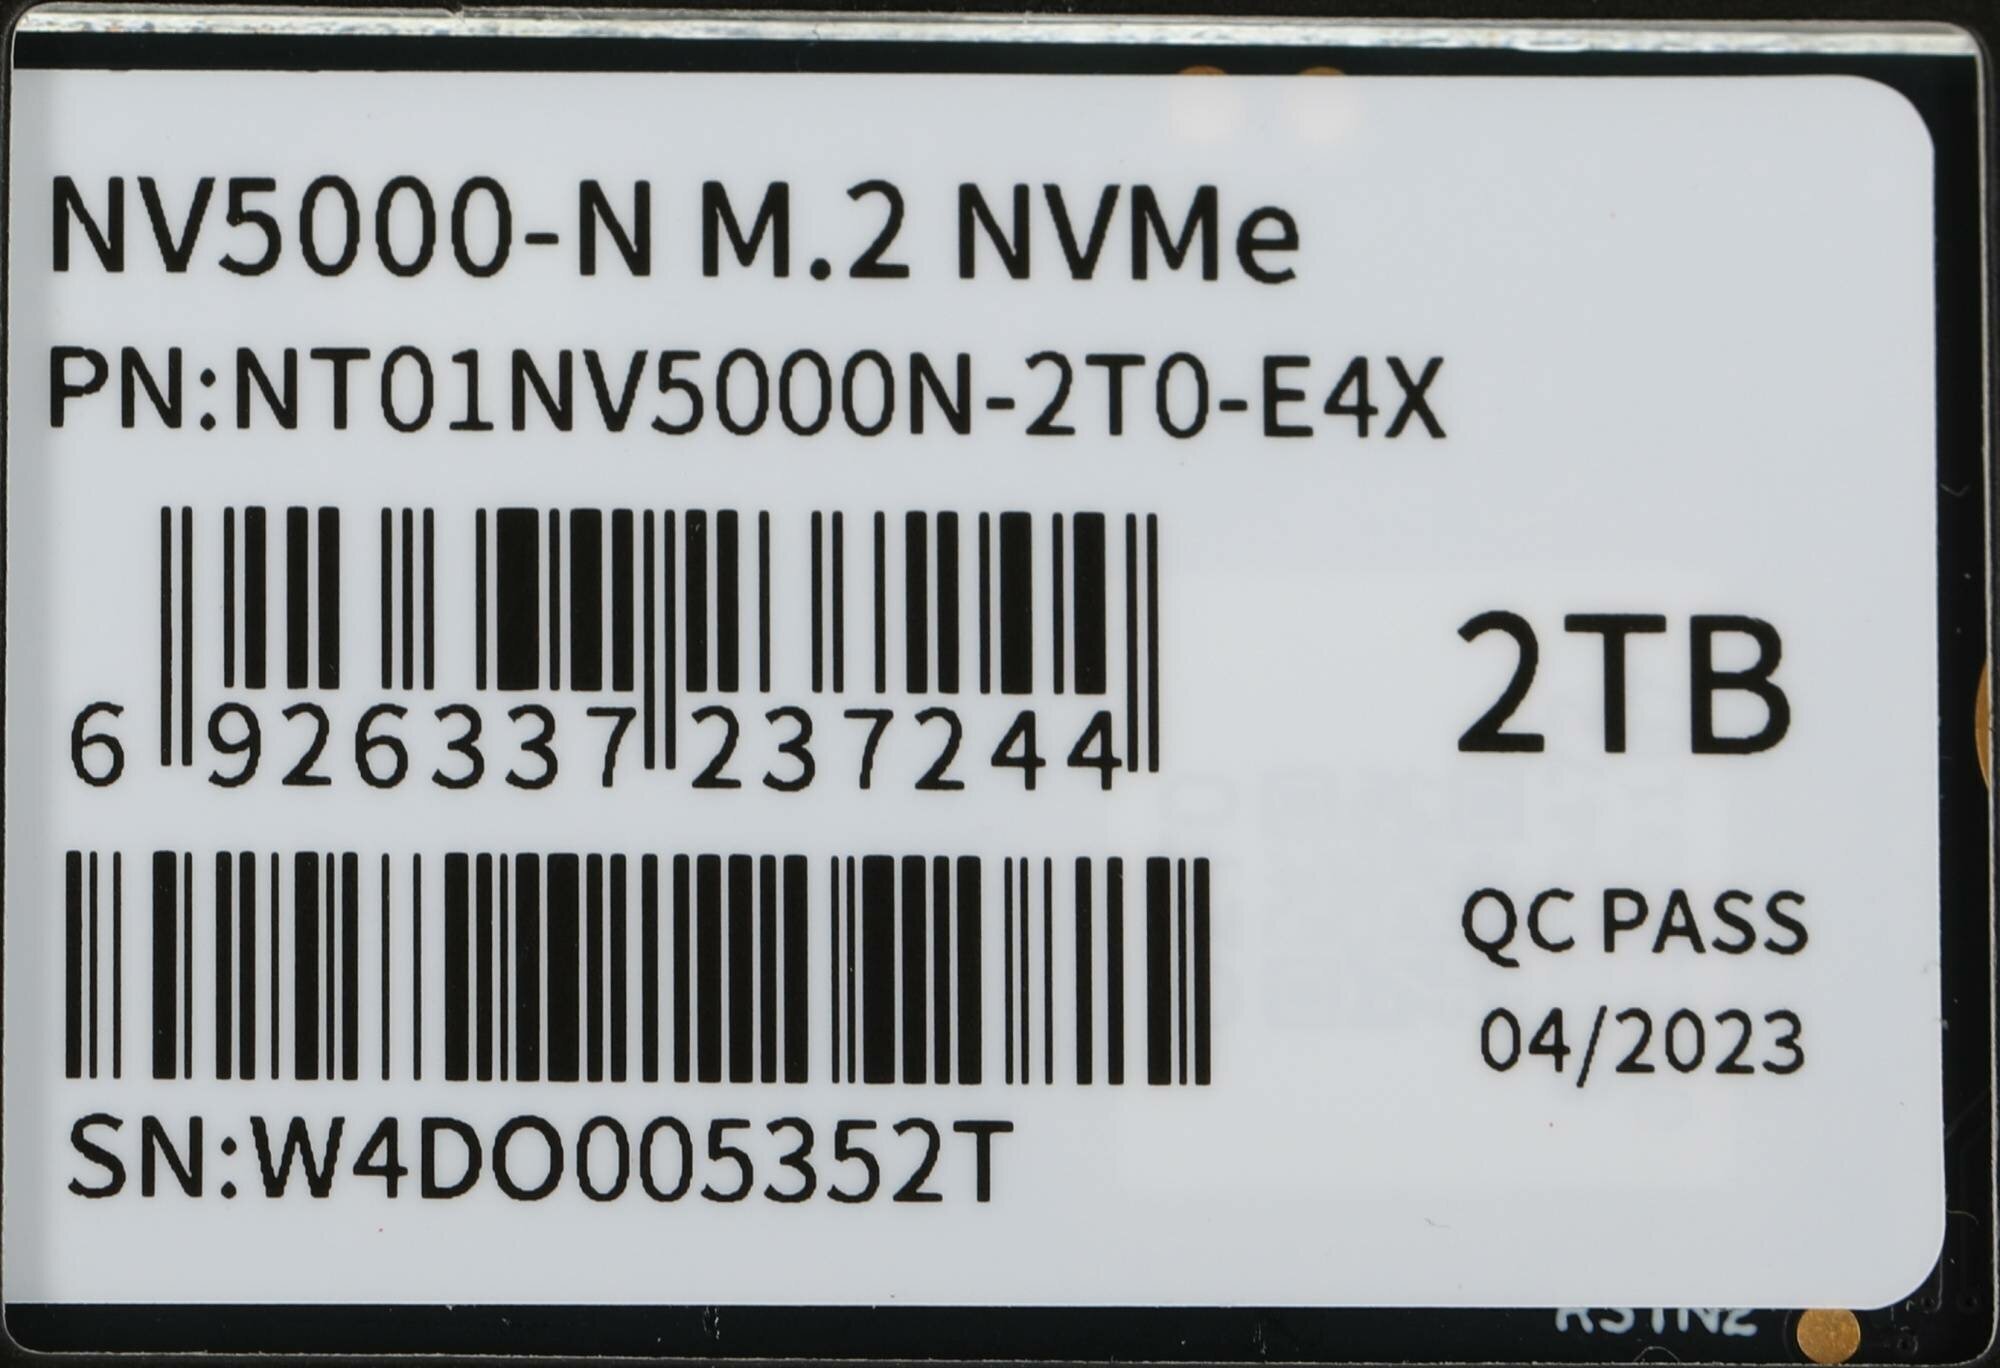 NV5000-N M.2 NVMe
PN:NT01NV5000N-2T0-E4X
6 926337 237244
2TB
QC PASS
04/2023
SN:W4DO005352T